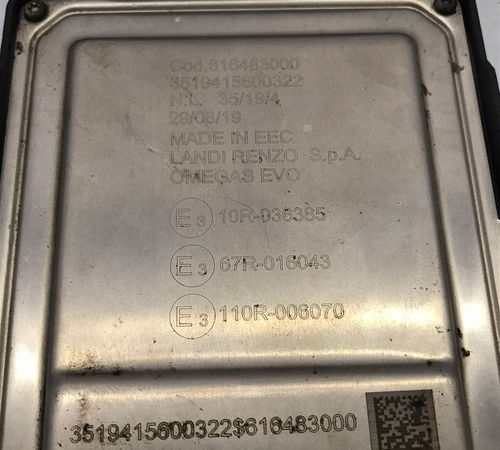 Cod.616483000
3519415600322
N.L. 35/19/4
29/08/19
MADE IN EEC
LANDI RENZO S.p.A.
OMEGAS EVO
E3 10R-036385
E3 67R-016043
E3 110R-006070
3519415600322$616483000